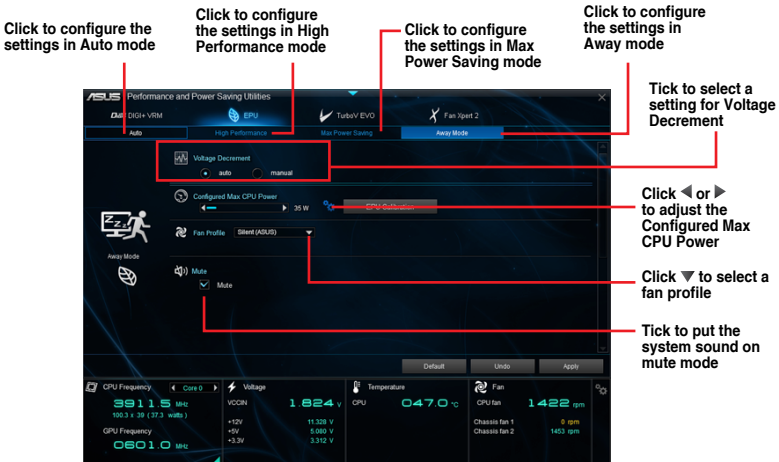 Click to configure the
settings in Auto mode
Click to configure
the settings in High
Performance mode
Click to configure
the settings in Max
Power Saving mode
Click to configure
the settings in
Away mode
Tick to select a
setting for Voltage
Decrement
Click ◀ or ▶
to adjust the
Configured Max
CPU Power
Click ▼ to select a
fan profile
Tick to put the
system sound on
mute mode
ASUS Performance and Power Saving Utilities
DIGI+ VRM
EPU
TurboV EVO
Fan Xpert 2
Auto
High Performance
Max Power Saving
Away Mode
Voltage Decrement
auto
manual
Configured Max CPU Power
35 W
CPU Calibration
Fan Profile
Silent (ASUS)
Zzz
Away Mode
Mute
Mute
Default
Undo
Apply
CPU Frequency
Core 0
3911.5 MHz
100.3 x 39 (37.3 watts)
GPU Frequency
0601.0 MHz
Voltage
VCCIN 1.824 v
+12V 11.328 V
+5V 5.080 V
+3.3V 3.312 V
Temperature
CPU 047.0 °C
Fan
CPU fan 1422 rpm
Chassis fan 1 0 rpm
Chassis fan 2 1453 rpm